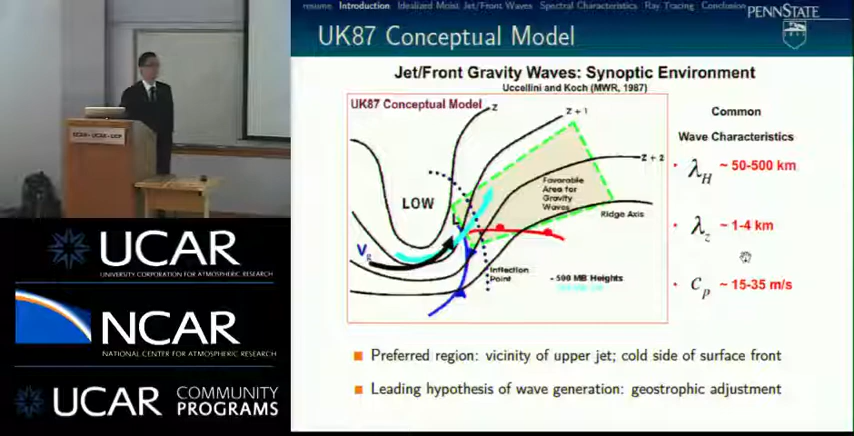 resume Introduction Idealized Moist Jet/Front Waves Spectral Characteristics Ray Tracing Conclusion
PENNSTATE
UK87 Conceptual Model
Jet/Front Gravity Waves: Synoptic Environment
Uccellini and Koch (MWR, 1987)
UK87 Conceptual Model
Z
Z + 1
Z + 2
LOW
L
Favorable
Area for
Gravity
Waves
Ridge Axis
Vg
Inflection
Point
- 500 MB Heights
Common
Wave Characteristics
• λH ~ 50-500 km
• λz ~ 1-4 km
• Cp ~ 15-35 m/s
Preferred region: vicinity of upper jet; cold side of surface front
Leading hypothesis of wave generation: geostrophic adjustment
UCAR
UNIVERSITY CORPORATION FOR ATMOSPHERIC RESEARCH
NCAR
NATIONAL CENTER FOR ATMOSPHERIC RESEARCH
UCAR COMMUNITY
PROGRAMS